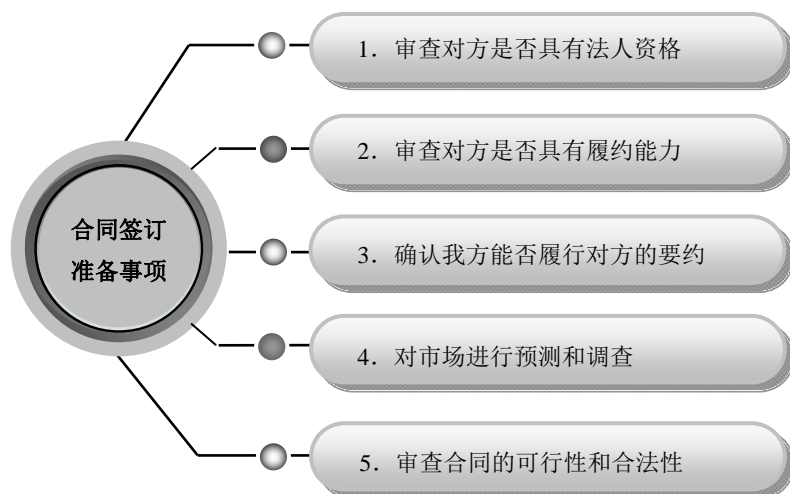 合同签订
准备事项
1．审查对方是否具有法人资格
2．审查对方是否具有履约能力
3．确认我方能否履行对方的要约
4．对市场进行预测和调查
5．审查合同的可行性和合法性